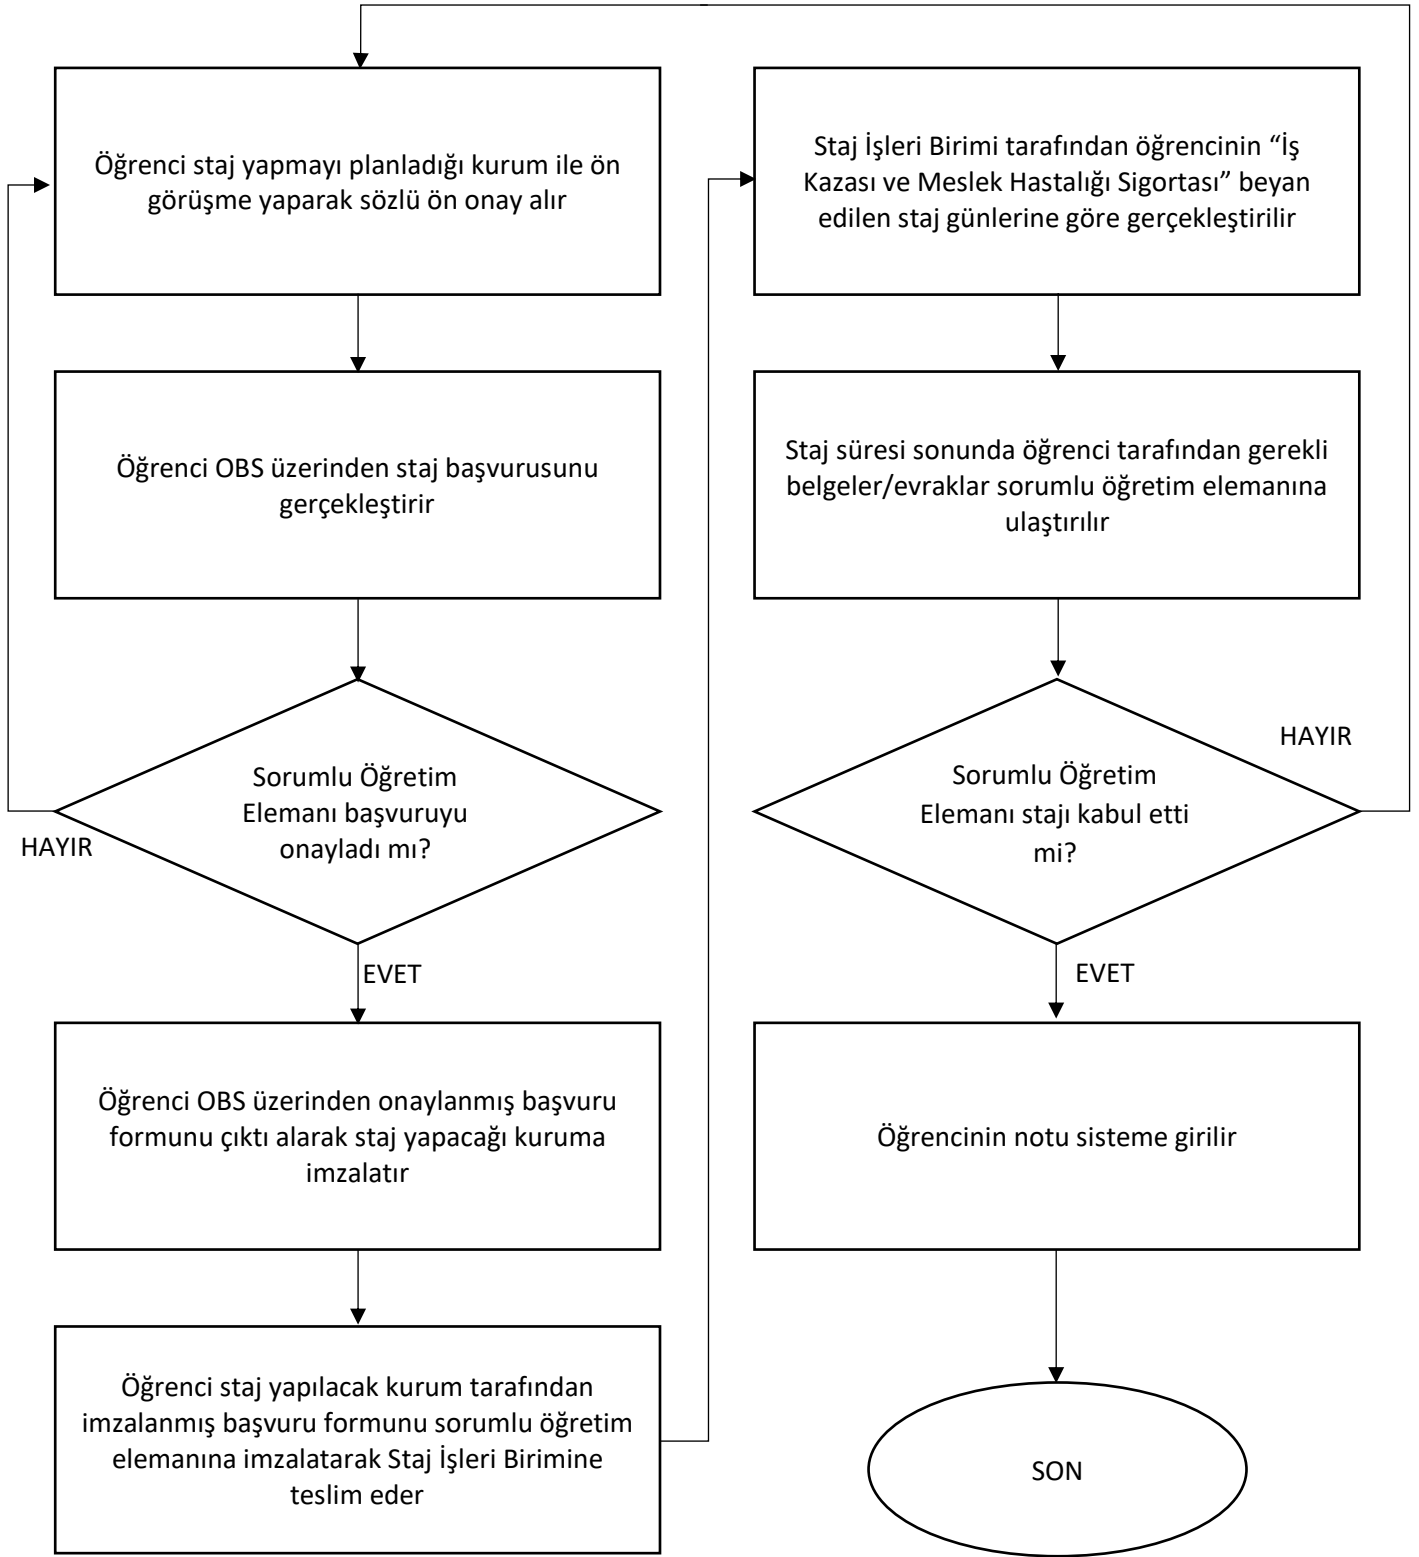 Öğrenci staj yapmayı planladığı kurum ile ön
görüşme yaparak sözlü ön onay alır
Öğrenci OBS üzerinden staj başvurusunu
gerçekleştirir
Sorumlu Öğretim
Elemanı başvuruyu
onayladı mı?
HAYIR
EVET
Öğrenci OBS üzerinden onaylanmış başvuru
formunu çıktı alarak staj yapacağı kuruma
imzalatır
Öğrenci staj yapılacak kurum tarafından
imzalanmış başvuru formunu sorumlu öğretim
elemanına imzalatarak Staj İşleri Birimine
teslim eder
Staj İşleri Birimi tarafından öğrencinin “İş
Kazası ve Meslek Hastalığı Sigortası” beyan
edilen staj günlerine göre gerçekleştirilir
Staj süresi sonunda öğrenci tarafından gerekli
belgeler/evraklar sorumlu öğretim elemanına
ulaştırılır
HAYIR
Sorumlu Öğretim
Elemanı stajı kabul etti
mi?
EVET
Öğrencinin notu sisteme girilir
SON